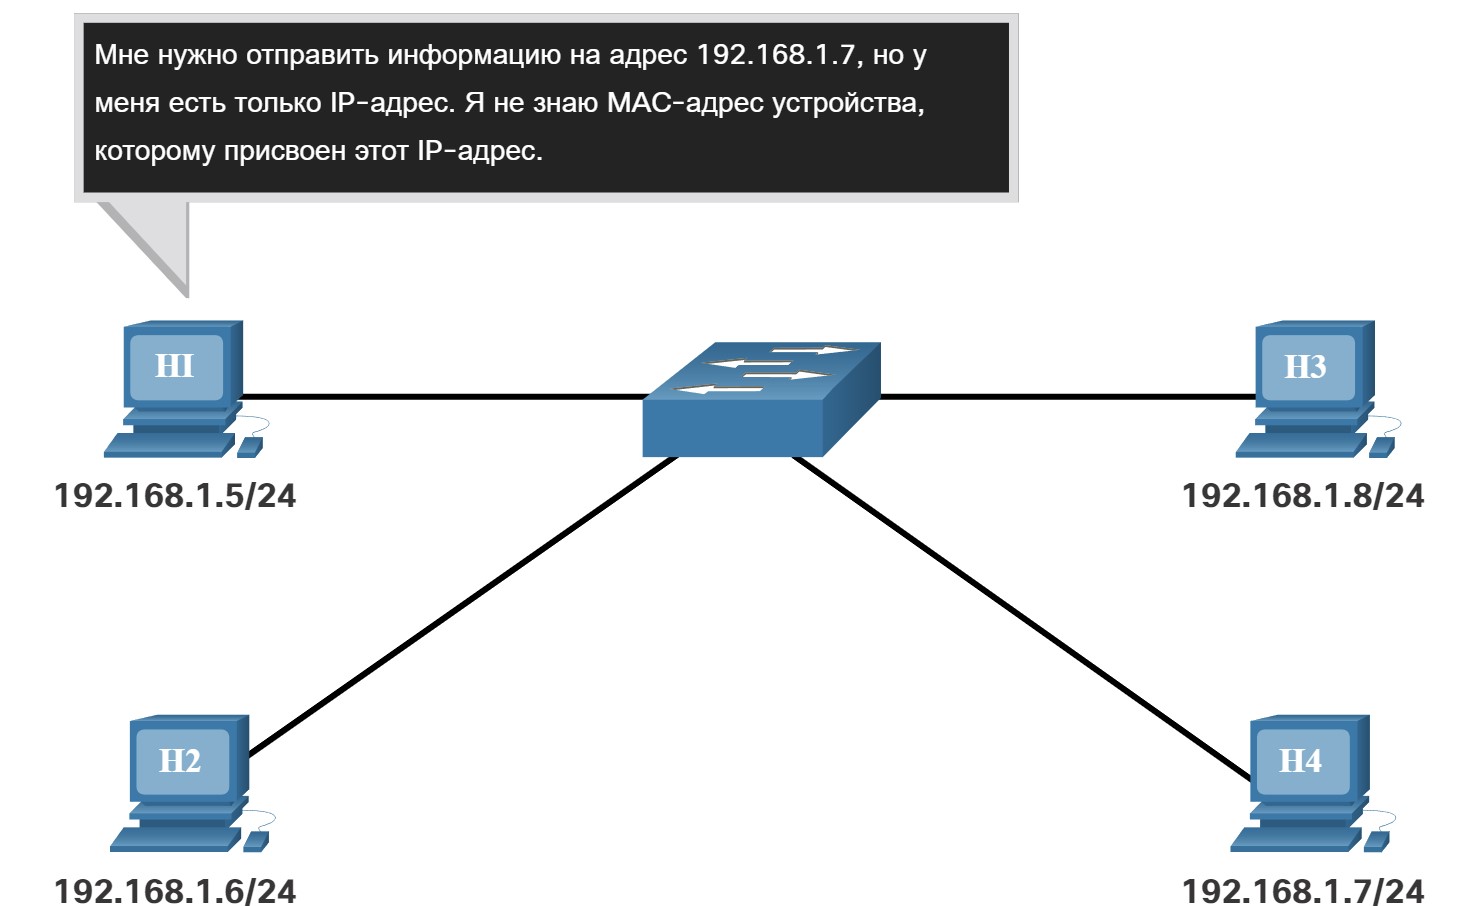 Мне нужно отправить информацию на адрес 192.168.1.7, но у
меня есть только IP-адрес. Я не знаю MAC-адрес устройства,
которому присвоен этот IP-адрес.
H1
H3
192.168.1.5/24
192.168.1.8/24
H2
H4
192.168.1.6/24
192.168.1.7/24